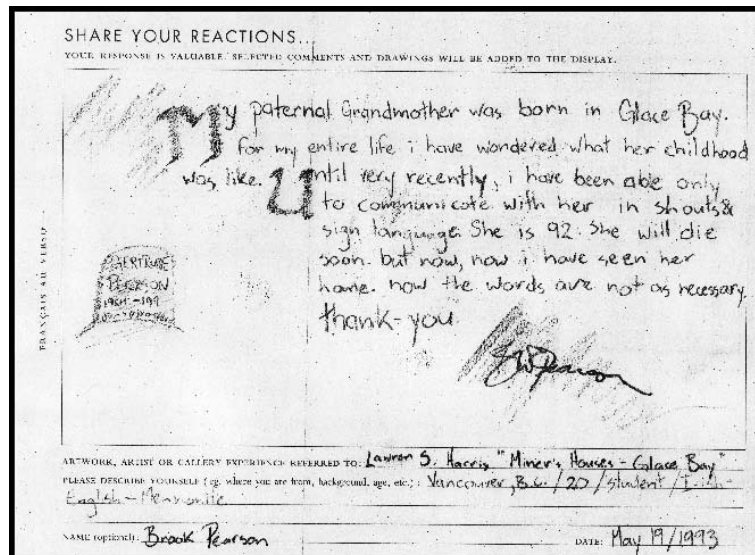 SHARE YOUR REACTIONS...
YOUR RESPONSE IS VALUABLE. SELECTED COMMENTS AND DRAWINGS WILL BE ADDED TO THE DISPLAY.
My paternal Grandmother was born in Glace Bay.
for my entire life i have wondered what her childhood
was like. Until very recently, i have been able only
to communicate with her in shouts &
sign language. She is 92. She will die
soon. but now, now i have seen her
home. now the words are not as necessary
thank-you.
GERTRUDE
PEARSON
FRANÇAIS AU VERSO
ARTWORK, ARTIST OR GALLERY EXPERIENCE REFERRED TO: Lawren S. Harris "Miner's Houses - Glace Bay"
PLEASE DESCRIBE YOURSELF (eg. where you are from, background, age, etc.): Vancouver, B.C. / 20 / student / Irish-
English-Mennonite
NAME (optional): Brook Pearson DATE: May 19/1993